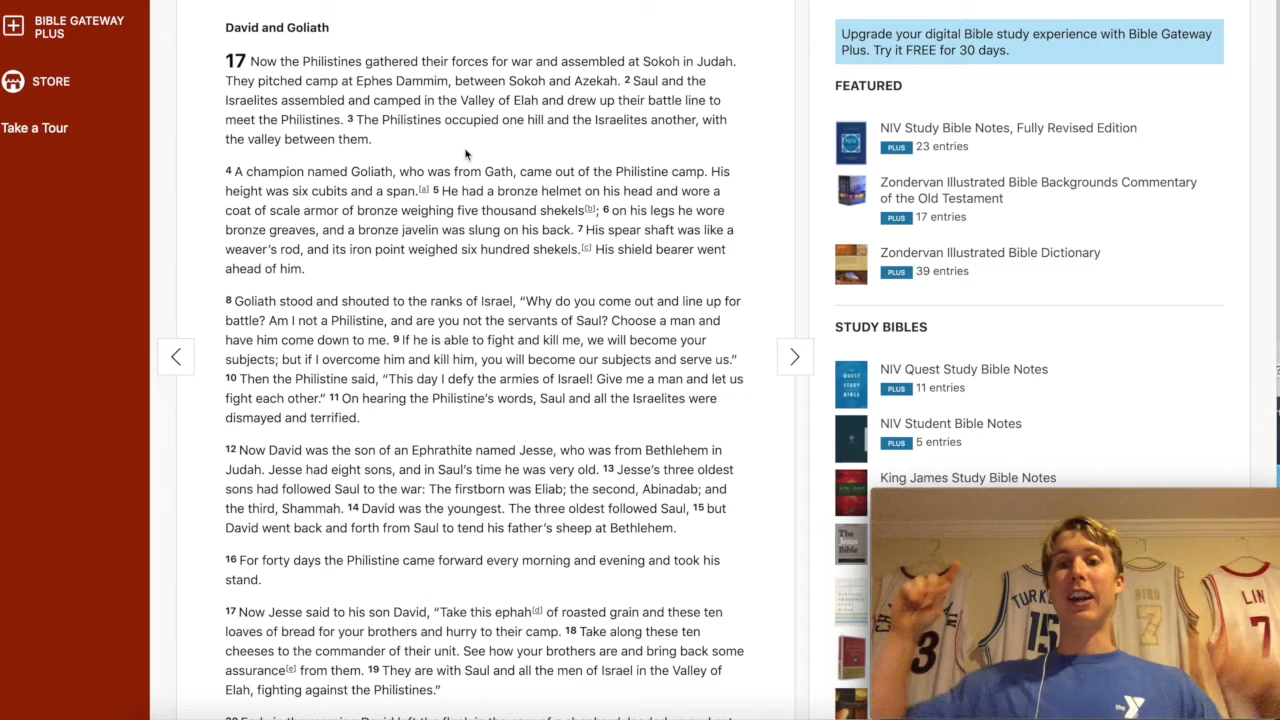 BIBLE GATEWAY
PLUS
STORE
Take a Tour
David and Goliath
17 Now the Philistines gathered their forces for war and assembled at Sokoh in Judah.
They pitched camp at Ephes Dammim, between Sokoh and Azekah. 2 Saul and the
Israelites assembled and camped in the Valley of Elah and drew up their battle line to
meet the Philistines. 3 The Philistines occupied one hill and the Israelites another, with
the valley between them.
4 A champion named Goliath, who was from Gath, came out of the Philistine camp. His
height was six cubits and a span.[a] 5 He had a bronze helmet on his head and wore a
coat of scale armor of bronze weighing five thousand shekels[b]; 6 on his legs he wore
bronze greaves, and a bronze javelin was slung on his back. 7 His spear shaft was like a
weaver’s rod, and its iron point weighed six hundred shekels.[c] His shield bearer went
ahead of him.
8 Goliath stood and shouted to the ranks of Israel, “Why do you come out and line up for
battle? Am I not a Philistine, and are you not the servants of Saul? Choose a man and
have him come down to me. 9 If he is able to fight and kill me, we will become your
subjects; but if I overcome him and kill him, you will become our subjects and serve us.”
10 Then the Philistine said, “This day I defy the armies of Israel! Give me a man and let us
fight each other.” 11 On hearing the Philistine’s words, Saul and all the Israelites were
dismayed and terrified.
12 Now David was the son of an Ephrathite named Jesse, who was from Bethlehem in
Judah. Jesse had eight sons, and in Saul’s time he was very old. 13 Jesse’s three oldest
sons had followed Saul to the war: The firstborn was Eliab; the second, Abinadab; and
the third, Shammah. 14 David was the youngest. The three oldest followed Saul, 15 but
David went back and forth from Saul to tend his father’s sheep at Bethlehem.
16 For forty days the Philistine came forward every morning and evening and took his
stand.
17 Now Jesse said to his son David, “Take this ephah[d] of roasted grain and these ten
loaves of bread for your brothers and hurry to their camp. 18 Take along these ten
cheeses to the commander of their unit. See how your brothers are and bring back some
assurance[e] from them. 19 They are with Saul and all the men of Israel in the Valley of
Elah, fighting against the Philistines.”
Upgrade your digital Bible study experience with Bible Gateway
Plus. Try it FREE for 30 days.
FEATURED
NIV Study Bible Notes, Fully Revised Edition
PLUS 23 entries
Zondervan Illustrated Bible Backgrounds Commentary
of the Old Testament
PLUS 17 entries
Zondervan Illustrated Bible Dictionary
PLUS 39 entries
STUDY BIBLES
NIV Quest Study Bible Notes
PLUS 11 entries
QUEST
STUDY
BIBLE
NIV Student Bible Notes
PLUS 5 entries
King James Study Bible Notes
The
Jesus
Bible
3
TURK
15
BIRD
LIN
7